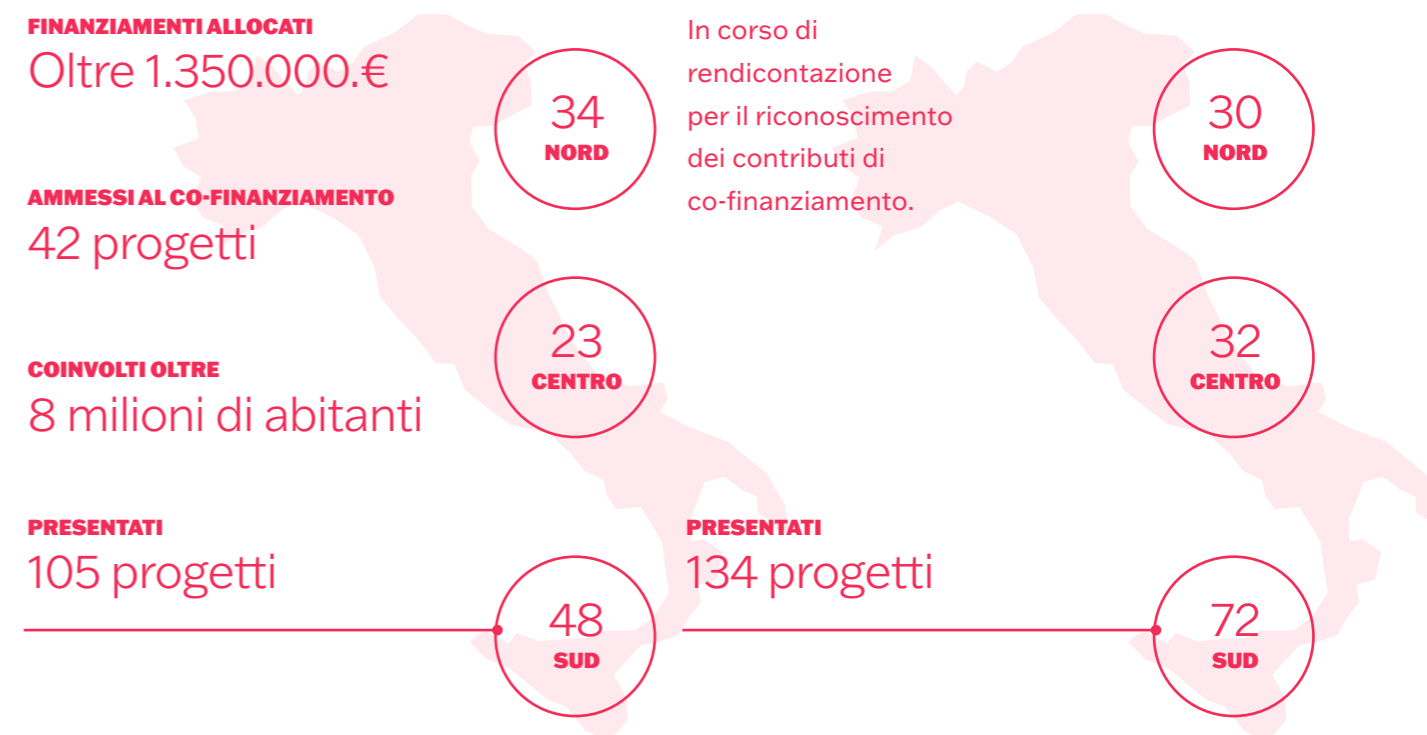 FINANZIAMENTI ALLOCATI
Oltre 1.350.000.€
AMMESSI AL CO-FINANZIAMENTO
42 progetti
COINVOLTI OLTRE
8 milioni di abitanti
PRESENTATI
105 progetti
34
NORD
23
CENTRO
48
SUD
In corso di
rendicontazione
per il riconoscimento
dei contributi di
co-finanziamento.
PRESENTATI
134 progetti
30
NORD
32
CENTRO
72
SUD